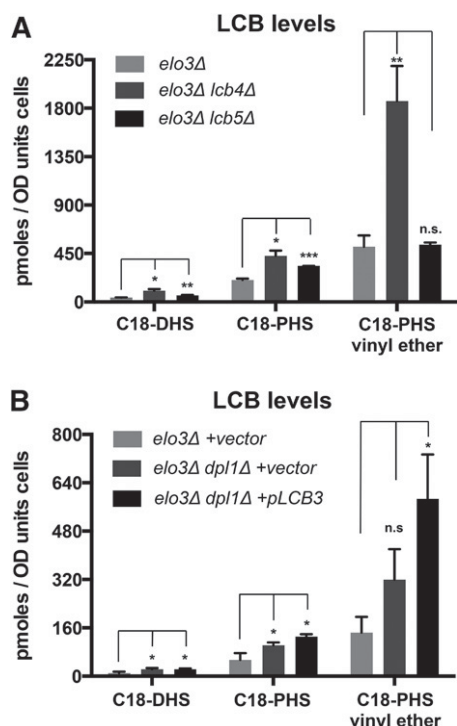 A
LCB levels
elo3Δ
elo3Δ lcb4Δ
elo3Δ lcb5Δ
pmoles / OD units cells
2250
1800
1350
900
450
0
*
**
*
***
**
n.s.
C18-DHS
C18-PHS
C18-PHS
vinyl ether
B
LCB levels
elo3Δ +vector
elo3Δ dpl1Δ +vector
elo3Δ dpl1Δ +pLCB3
pmoles / OD units cells
800
640
480
320
160
0
*
*
*
*
n.s
*
C18-DHS
C18-PHS
C18-PHS
vinyl ether